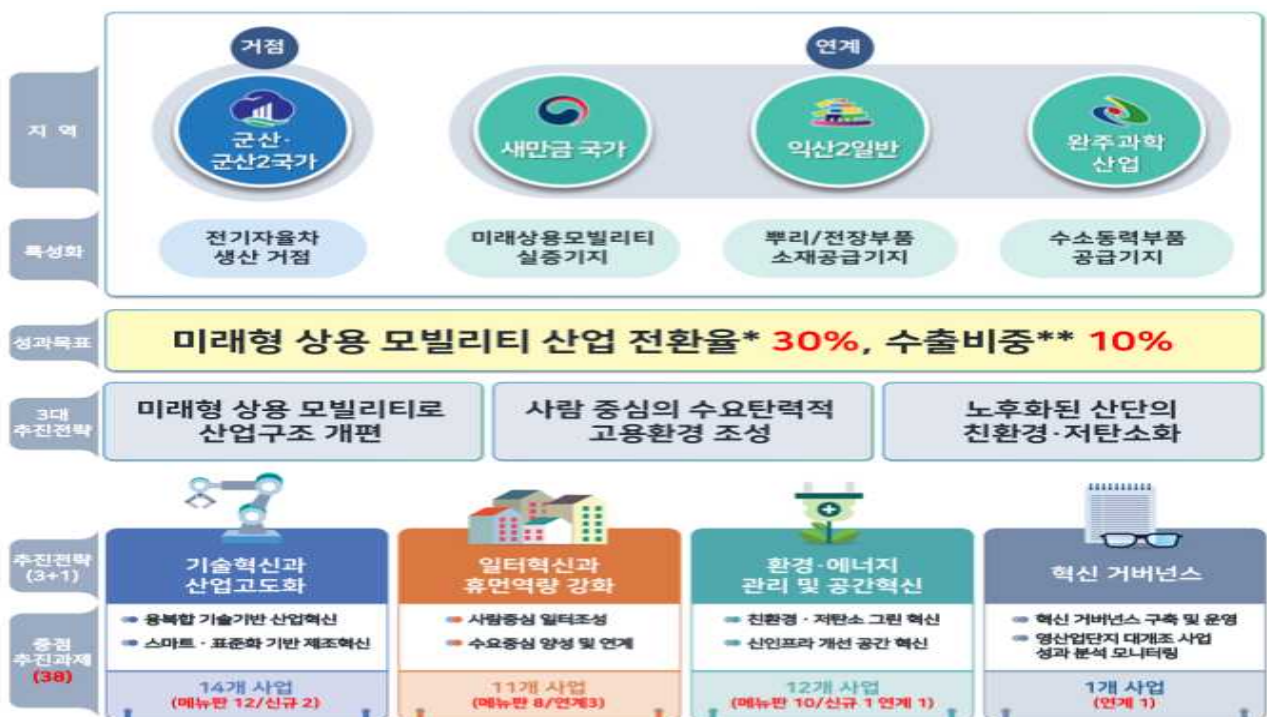 거점
연계
지 역
군산·
군산2국가
새만금 국가
익산2일반
완주과학
산업
특성화
전기자율차
생산 거점
미래상용모빌리티
실증기지
뿌리/전장부품
소재공급기지
수소동력부품
공급기지
성과목표
미래형 상용 모빌리티 산업 전환율* 30%, 수출비중** 10%
3대
추진전략
미래형 상용 모빌리티로
산업구조 개편
사람 중심의 수요탄력적
고용환경 조성
노후화된 산단의
친환경·저탄소화
추진전략
(3+1)
기술혁신과
산업고도화
일터혁신과
휴먼역량 강화
환경·에너지
관리 및 공간혁신
혁신 거버넌스
중점
추진과제
(38)
융복합 기술기반 산업혁신
스마트·표준화 기반 제조혁신
사람중심 일터조성
수요중심 양성 및 연계
친환경·저탄소 그린 혁신
신인프라 개선 공간 혁신
혁신 거버넌스 구축 및 운영
영산업단지 대개조 사업
성과 분석 모니터링
14개 사업
(메뉴판 12/신규 2)
11개 사업
(메뉴판 8/연계3)
12개 사업
(메뉴판 10/신규 1 연계 1)
1개 사업
(연계 1)